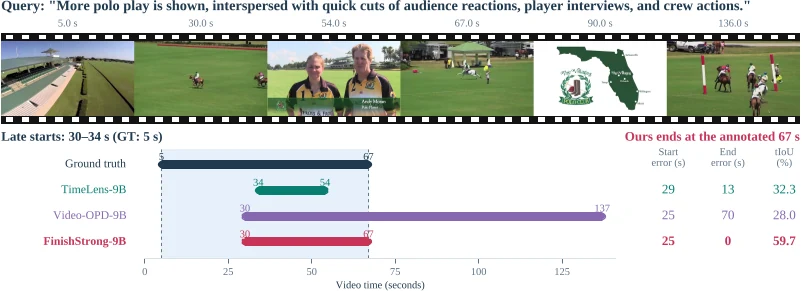 Query: "More polo play is shown, interspersed with quick cuts of audience reactions, player interviews, and crew actions."
5.0 s 30.0 s 54.0 s 67.0 s 90.0 s 136.0 s
Late starts: 30–34 s (GT: 5 s)
Ours ends at the annotated 67 s
Start error (s)
End error (s)
tIoU (%)
Ground truth 5 67
TimeLens-9B 34 54 29 13 32.3
Video-OPD-9B 30 137 25 70 28.0
FinishStrong-9B 30 67 25 0 59.7
0 25 50 75 100 125
Video time (seconds)